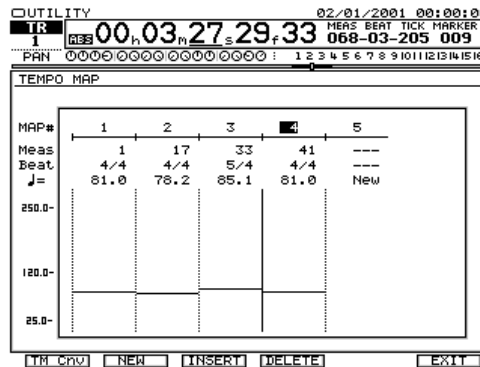 UTILITY 02/01/2001 00:00:0
TR 1 ABS 00h03m27s29f33 MEAS BEAT TICK MARKER
068-03-205 009
PAN 1 2 3 4 5 6 7 8 9 10 11 12 13 14 15 16
TEMPO MAP
MAP# 1 2 3 4 5
Meas 1 17 33 41 ---
Beat 4/4 4/4 5/4 4/4 ---
♩= 81.0 78.2 85.1 81.0 New
250.0-
120.0-
25.0-
TM Cnv NEW INSERT DELETE EXIT